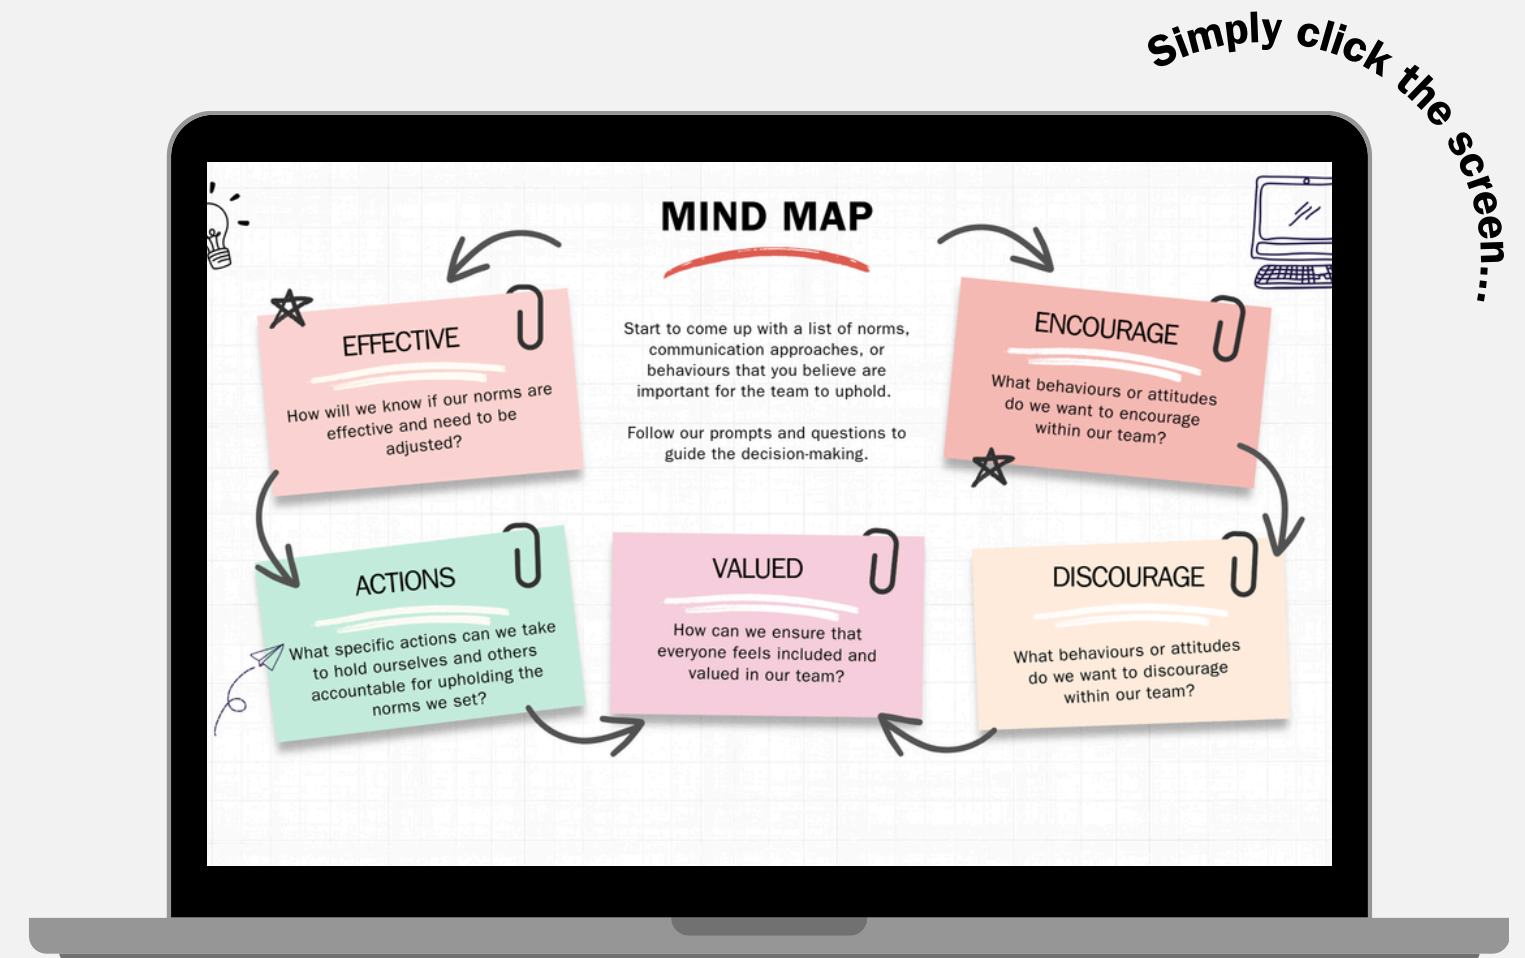 Simply click the screen...
MIND MAP
Start to come up with a list of norms,
communication approaches, or
behaviours that you believe are
important for the team to uphold.
Follow our prompts and questions to
guide the decision-making.
EFFECTIVE
How will we know if our norms are
effective and need to be
adjusted?
ENCOURAGE
What behaviours or attitudes
do we want to encourage
within our team?
ACTIONS
What specific actions can we take
to hold ourselves and others
accountable for upholding the
norms we set?
VALUED
How can we ensure that
everyone feels included and
valued in our team?
DISCOURAGE
What behaviours or attitudes
do we want to discourage
within our team?